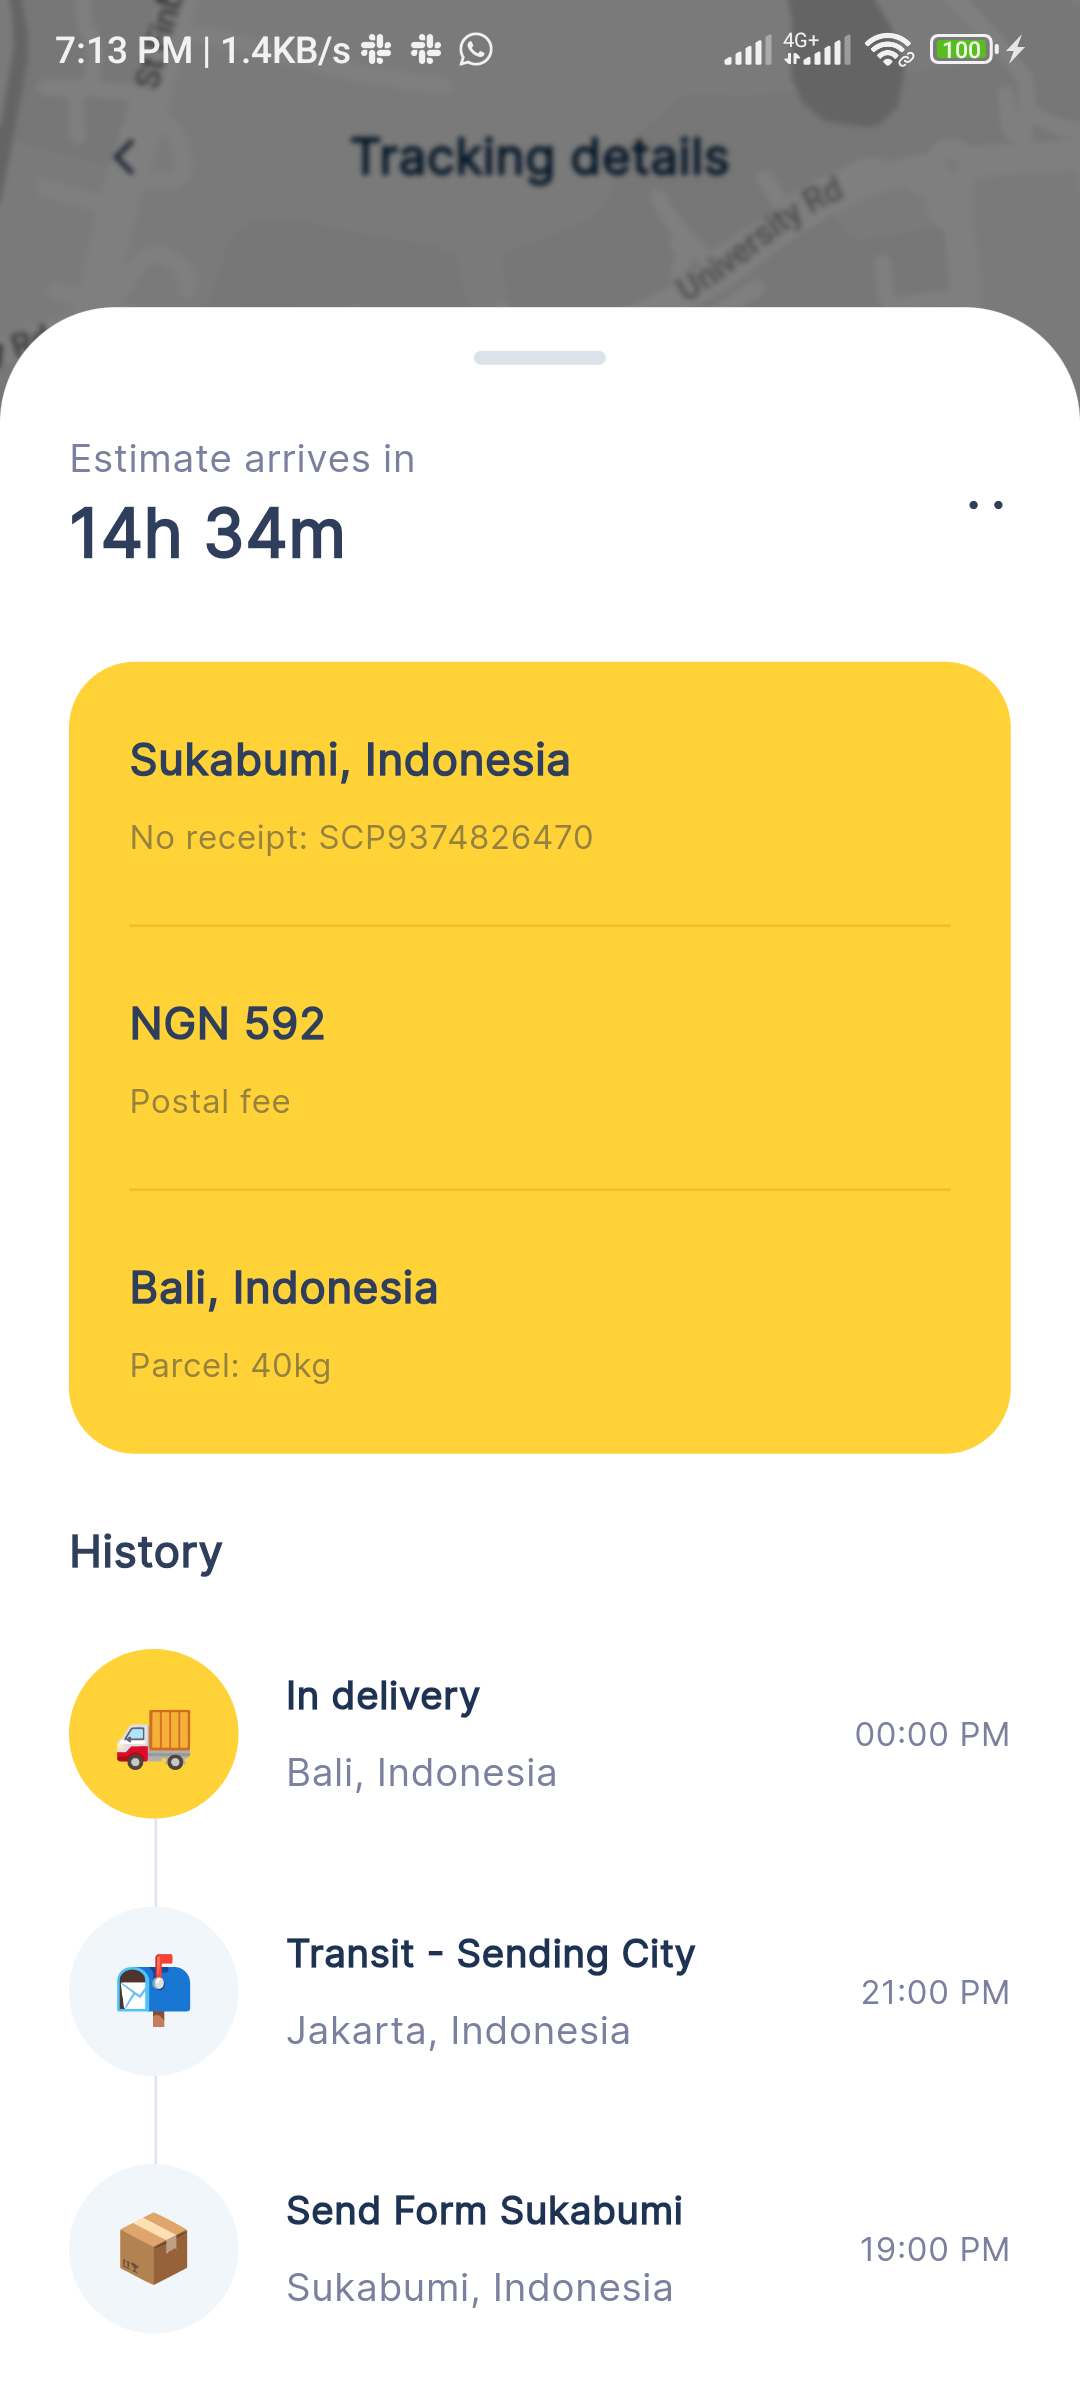 7:13 PM | 1.4KB/s
4G+
100
Tracking details
University Rd
Estimate arrives in
14h 34m
Sukabumi, Indonesia
No receipt: SCP9374826470
NGN 592
Postal fee
Bali, Indonesia
Parcel: 40kg
History
In delivery
Bali, Indonesia
00:00 PM
Transit - Sending City
Jakarta, Indonesia
21:00 PM
Send Form Sukabumi
Sukabumi, Indonesia
19:00 PM